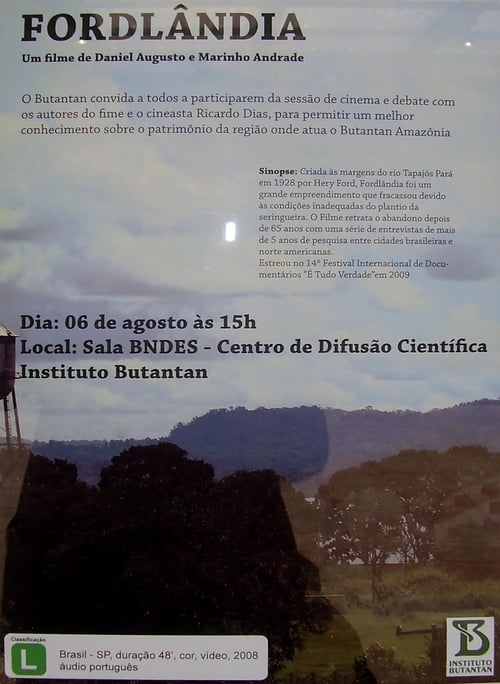 FORDLÂNDIA
Um filme de Daniel Augusto e Marinho Andrade
O Butantan convida a todos a participarem da sessão de cinema e debate com
os autores do fime e o cineasta Ricardo Dias, para permitir um melhor
conhecimento sobre o patrimônio da região onde atua o Butantan Amazônia
Sinopse: Criada às margens do rio Tapajós Pará
em 1928 por Hery Ford, Fordlândia foi um
grande empreendimento que fracassou devido
às condições inadequadas do plantio da
seringueira. O Filme retrata o abandono depois
de 65 anos com uma série de entrevistas de mais
de 5 anos de pesquisa entre cidades brasileiras e
norte americanas.
Estreou no 14º Festival Internacional de Docu-
mentários "É Tudo Verdade"em 2009
Dia: 06 de agosto às 15h
Local: Sala BNDES - Centro de Difusão Científica
Instituto Butantan
Classificação
L
Brasil - SP, duração 48', cor, vídeo, 2008
áudio português
INSTITUTO
BUTANTAN